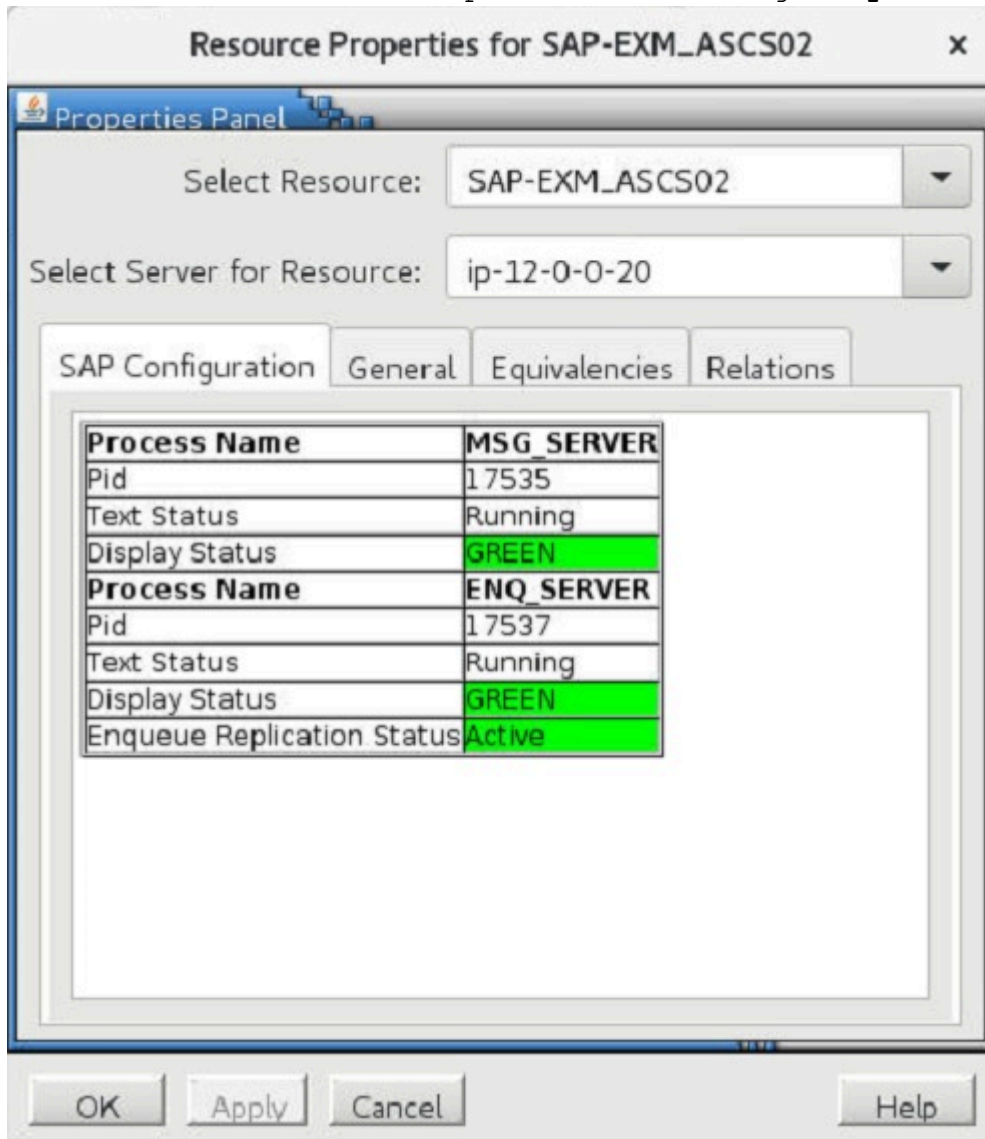 Resource Properties for SAP-EXM_ASCS02 ×
Properties Panel
Select Resource: SAP-EXM_ASCS02
Select Server for Resource: ip-12-0-0-20
SAP Configuration General Equivalencies Relations
Process Name MSG_SERVER
Pid 17535
Text Status Running
Display Status GREEN
Process Name ENQ_SERVER
Pid 17537
Text Status Running
Display Status GREEN
Enqueue Replication Status Active
OK Apply Cancel Help